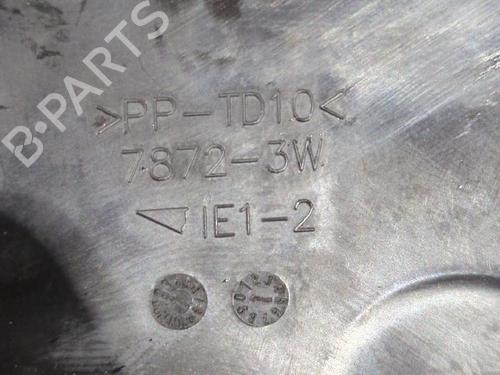 B-PARTS
>PP-TD10<
7872-3W
◁ IE1-2